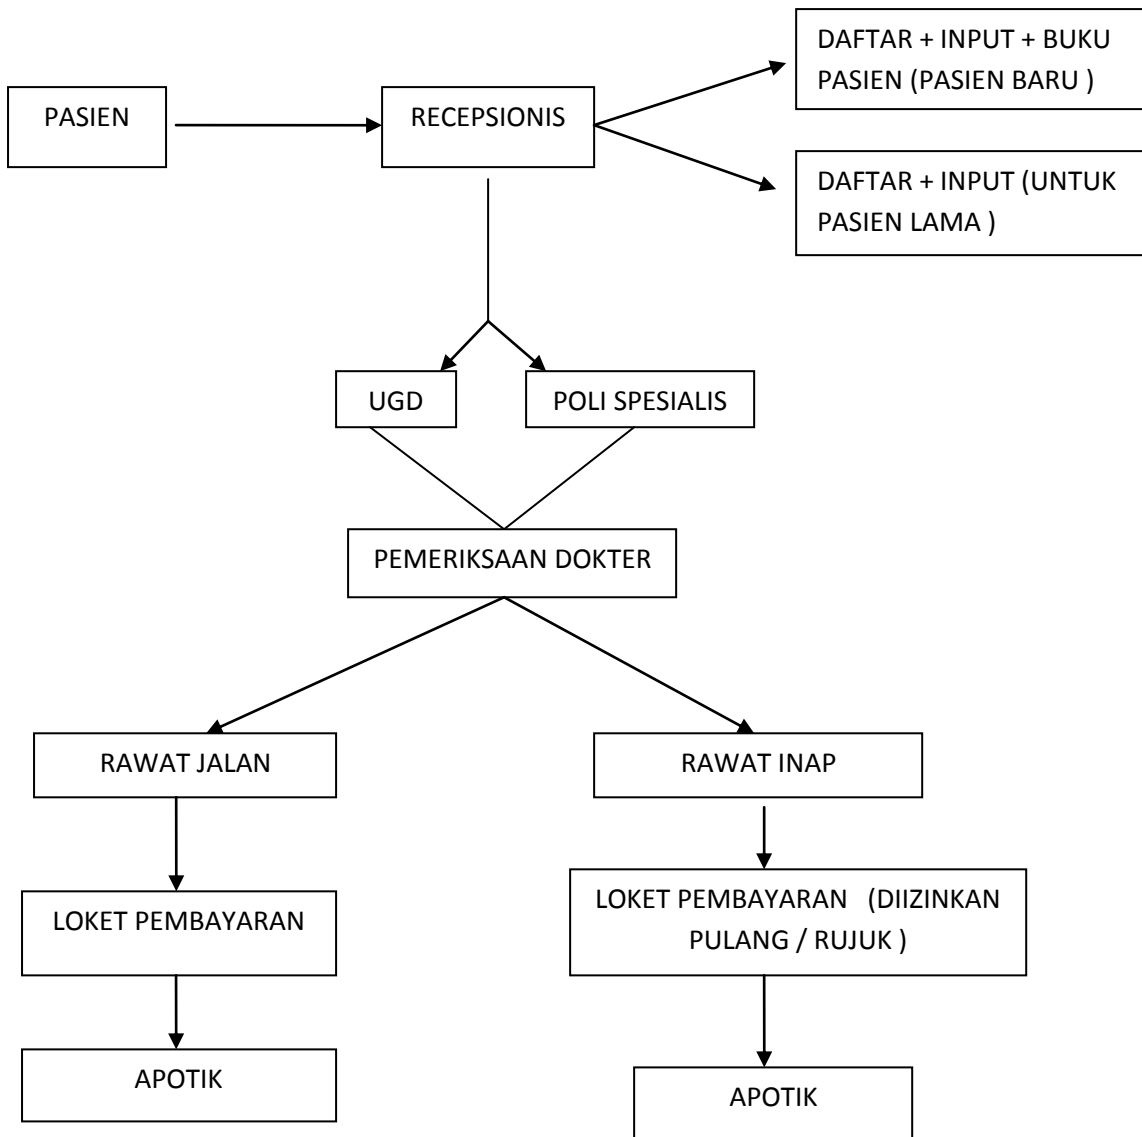 DAFTAR + INPUT + BUKU
PASIEN (PASIEN BARU )
PASIEN
RECEPSIONIS
DAFTAR + INPUT (UNTUK
PASIEN LAMA )
UGD
POLI SPESIALIS
PEMERIKSAAN DOKTER
RAWAT JALAN
RAWAT INAP
LOKET PEMBAYARAN
LOKET PEMBAYARAN (DIIZINKAN
PULANG / RUJUK )
APOTIK
APOTIK